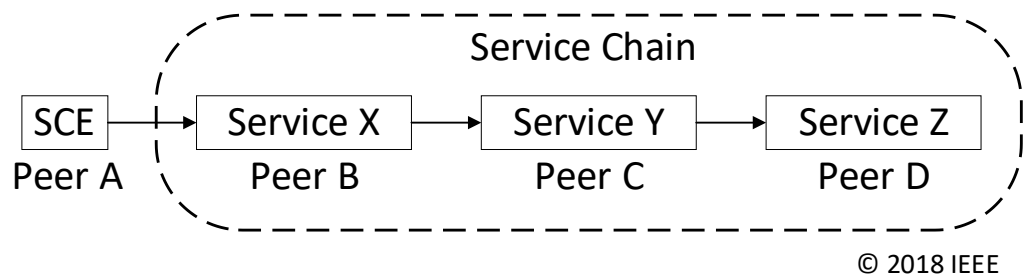 Service Chain
SCE Service X Service Y Service Z
Peer A Peer B Peer C Peer D
© 2018 IEEE